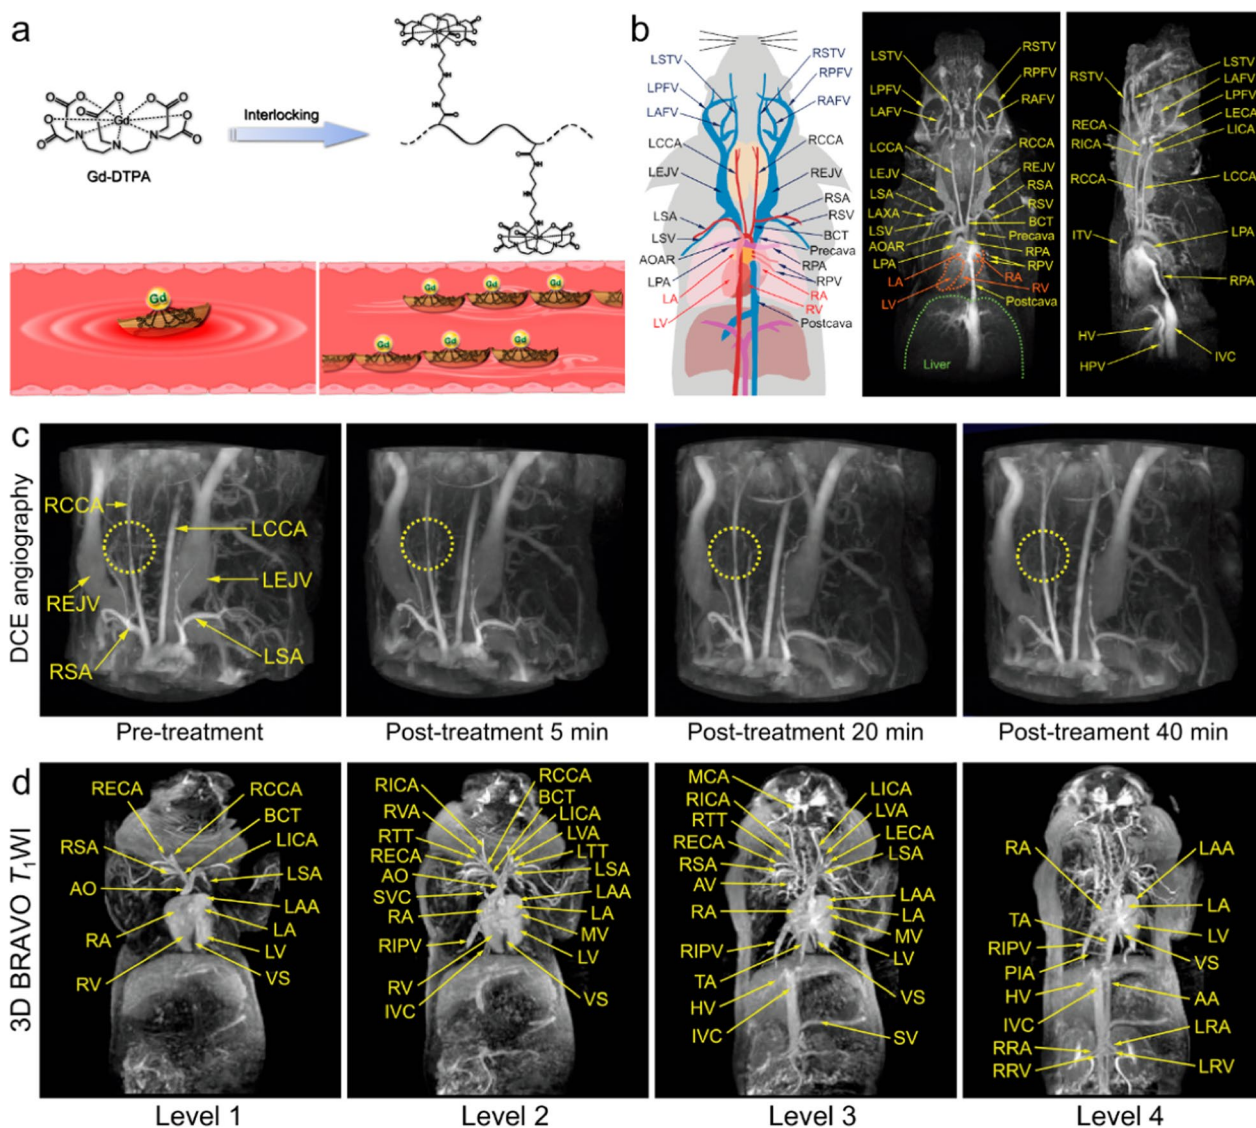 a
Gd
Gd-DTPA
Interlocking
Gd
Gd
Gd
Gd
Gd
Gd
Gd
b
LSTV
LPFV
LAFV
LCCA
LEJV
LSA
LSV
AOAR
LPA
LA
LV
RSTV
RPFV
RAFV
RCCA
REJV
RSA
RSV
BCT
Precava
RPA
RPV
RA
RV
Postcava
LSTV
LPFV
LAFV
LCCA
LEJV
LSA
LAXA
LSV
AOAR
LPA
LA
LV
RSTV
RPFV
RAFV
RCCA
REJV
RSA
RSV
BCT
Precava
RPA
RPV
RA
RV
Postcava
Liver
RSTV
RECA
RICA
RCCA
ITV
HV
HPV
LSTV
LAFV
LPFV
LECA
LICA
LCCA
LPA
RPA
IVC
c
DCE angiography
RCCA
REJV
RSA
LCCA
LEJV
LSA
Pre-treatment
Post-treatment 5 min
Post-treatment 20 min
Post-treament 40 min
d
3D BRAVO T₁WI
RECA
RSA
AO
RA
RV
RCCA
BCT
LICA
LSA
LAA
LA
LV
VS
Level 1
RICA
RVA
RTT
RECA
AO
SVC
RA
RIPV
RV
IVC
RCCA
BCT
LICA
LVA
LTT
LSA
LAA
LA
MV
LV
VS
Level 2
MCA
RICA
RTT
RECA
RSA
AV
RA
RIPV
TA
HV
IVC
LICA
LVA
LECA
LSA
LAA
LA
MV
LV
VS
SV
Level 3
RA
TA
RIPV
PIA
HV
IVC
RRA
RRV
LAA
LA
LV
VS
AA
LRA
LRV
Level 4